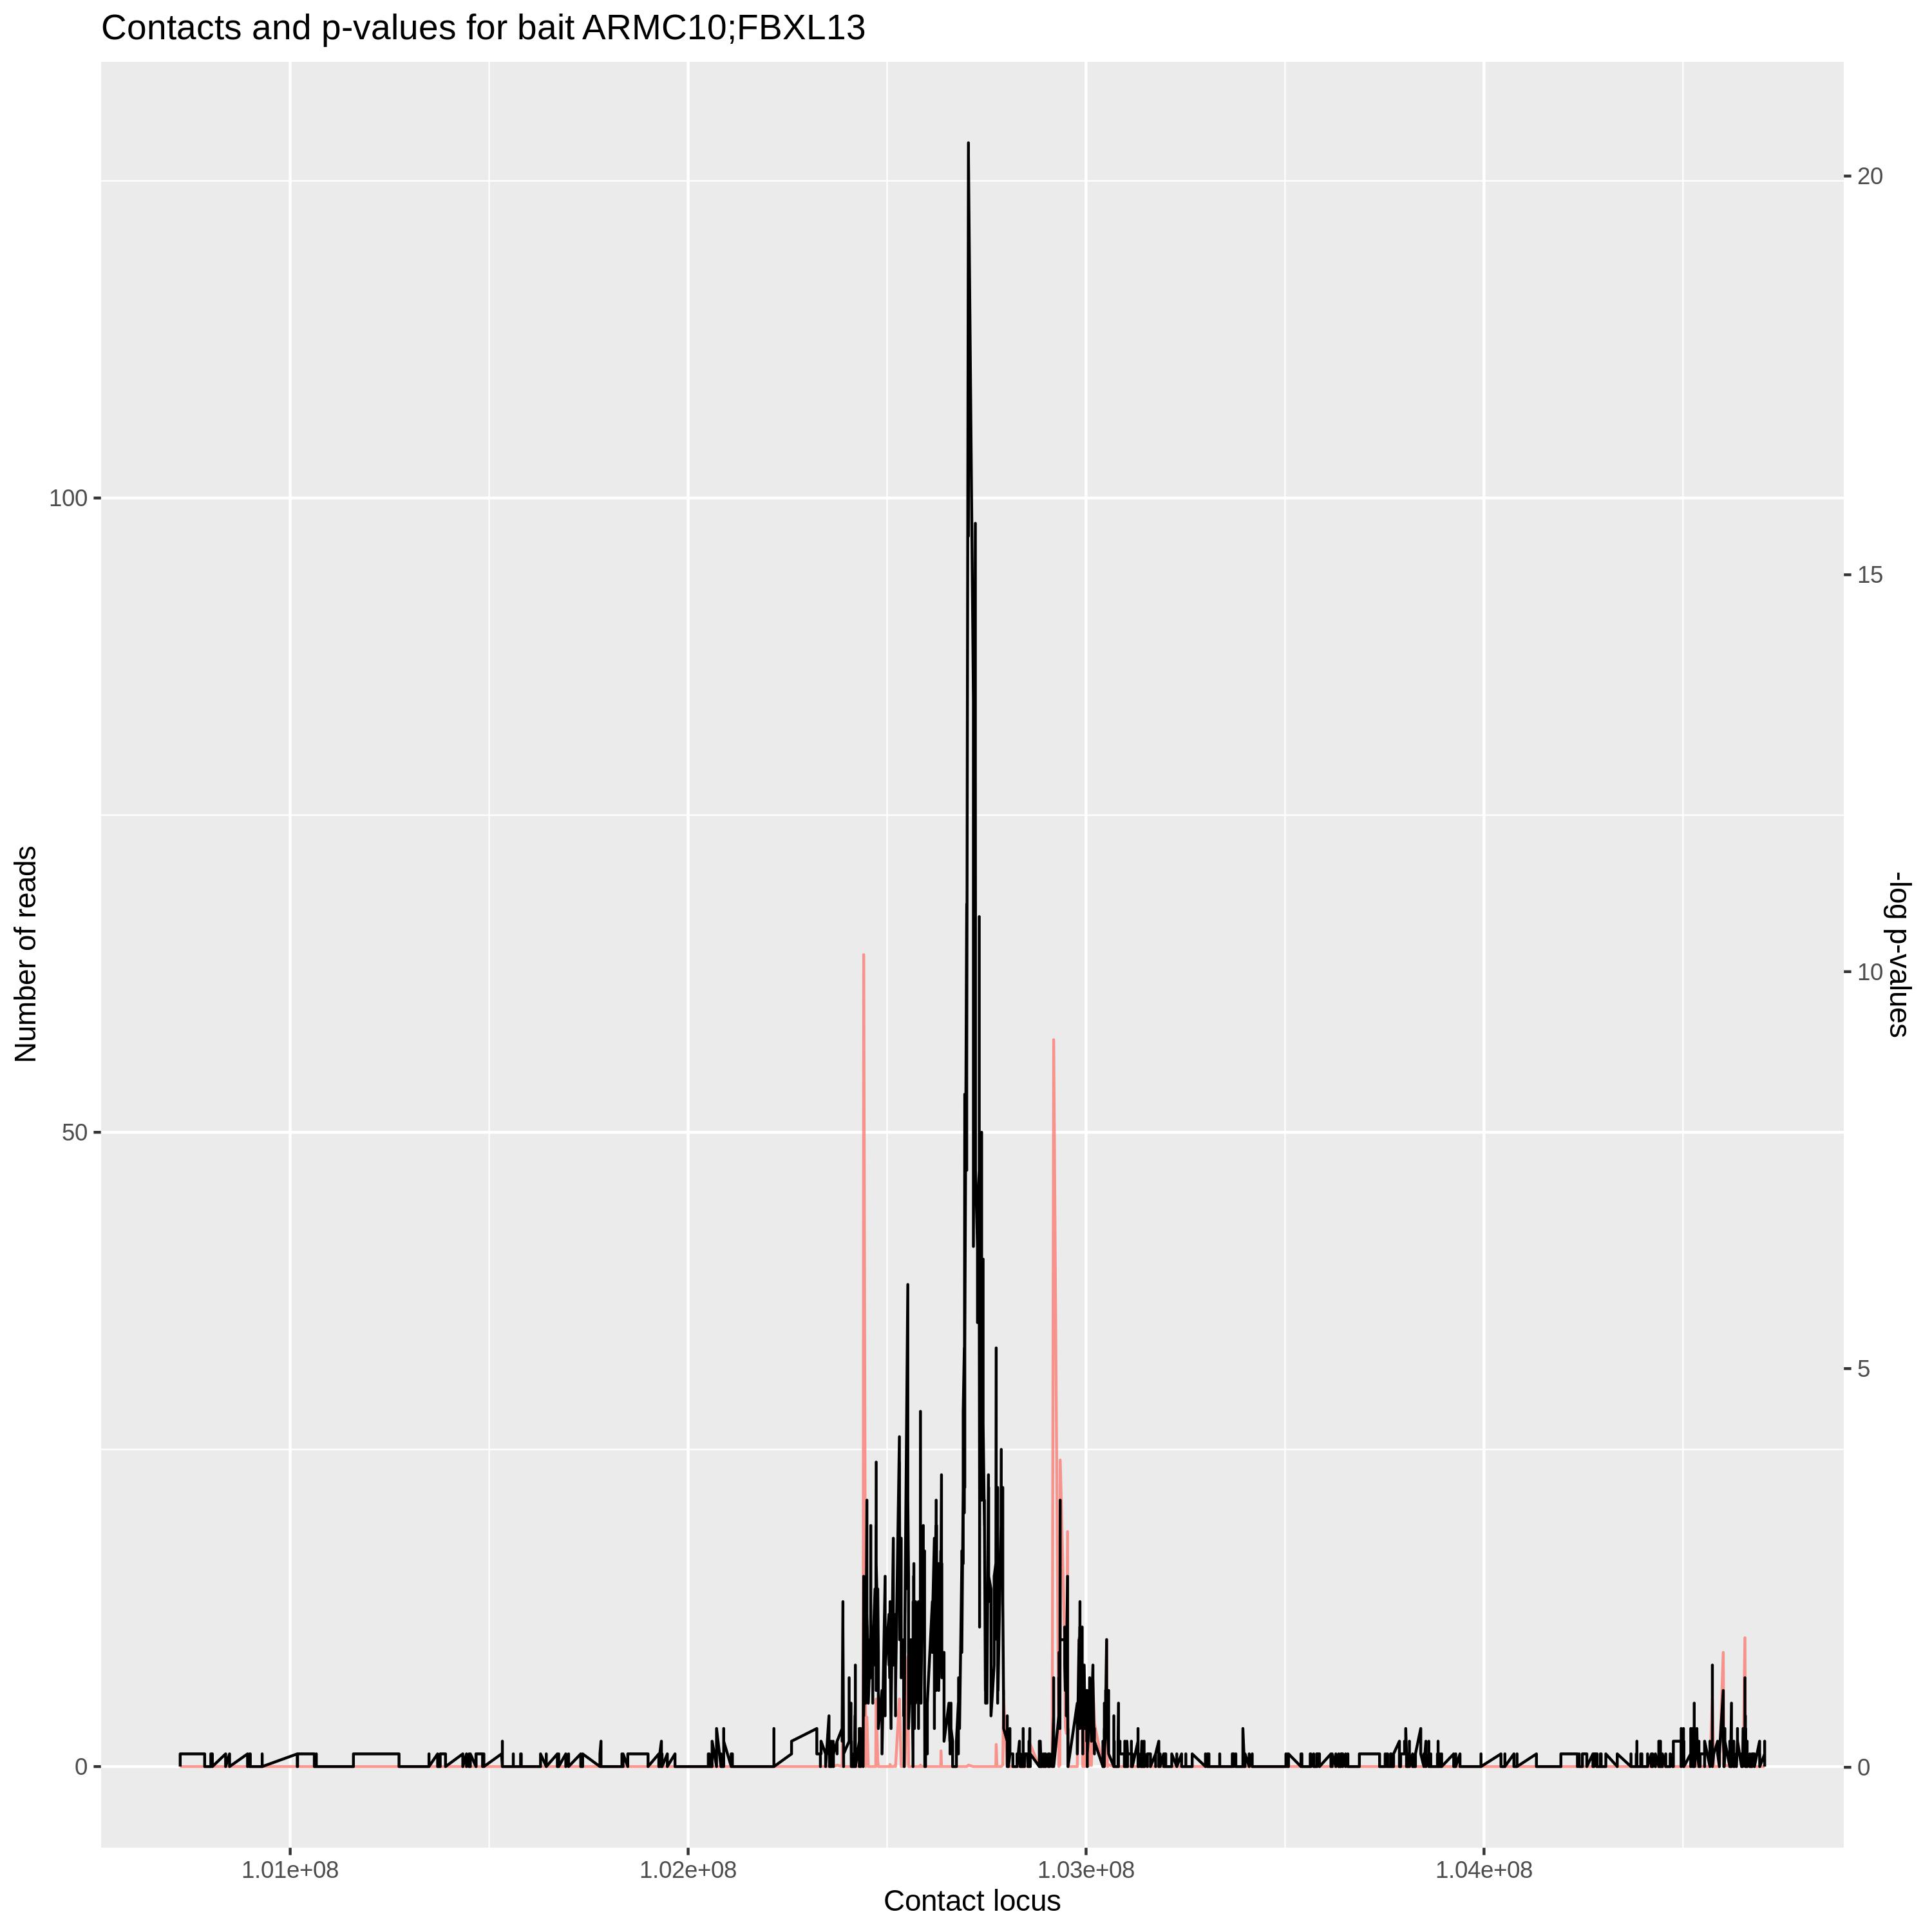 Contacts and p-values for bait ARMC10;FBXL13
20
100
15
Number of reads
-log p-values
10
50
5
0
0
1.01e+08
1.02e+08
1.03e+08
1.04e+08
Contact locus